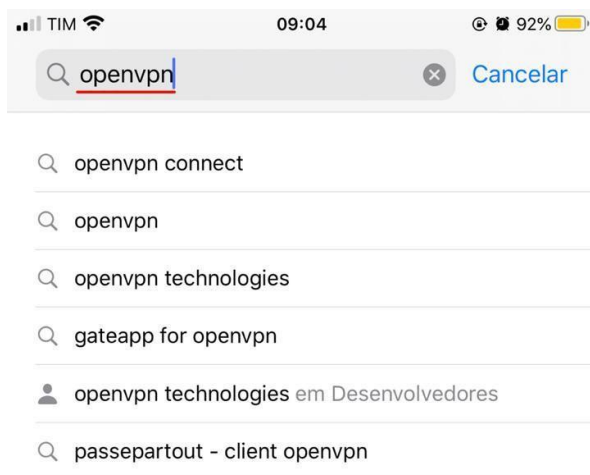 TIM 09:04 92%
openvpn Cancelar
openvpn connect
openvpn
openvpn technologies
gateapp for openvpn
openvpn technologies em Desenvolvedores
passepartout - client openvpn